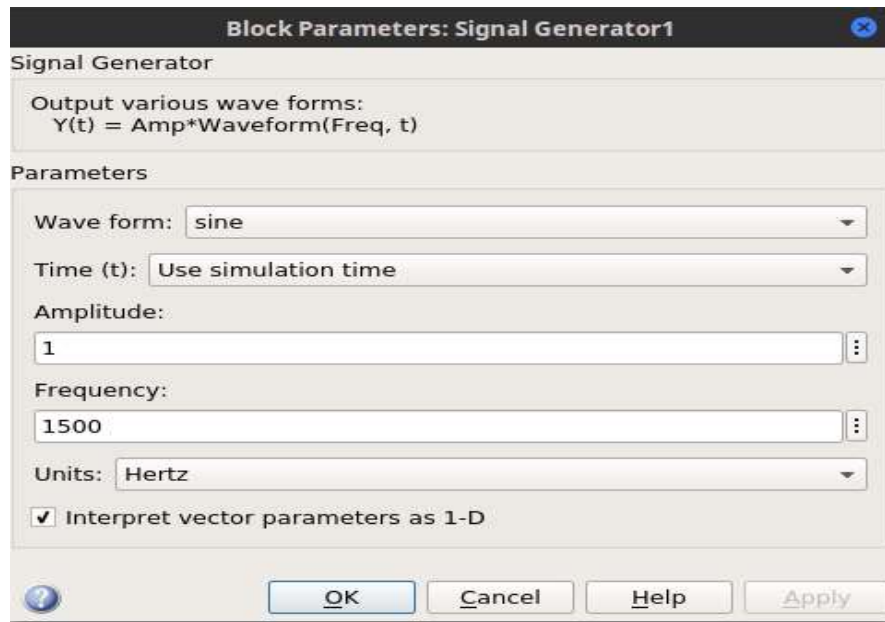 Block Parameters: Signal Generator1
Signal Generator
Output various wave forms:
Y(t) = Amp*Waveform(Freq, t)
Parameters
Wave form: sine
Time (t): Use simulation time
Amplitude:
1
Frequency:
1500
Units: Hertz
Interpret vector parameters as 1-D
OK Cancel Help Apply